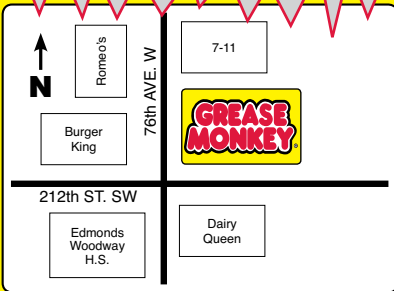 N
Romeo's
76th AVE. W
7-11
Burger
King
GREASE
MONKEY®
212th ST. SW
Edmonds
Woodway
H.S.
Dairy
Queen